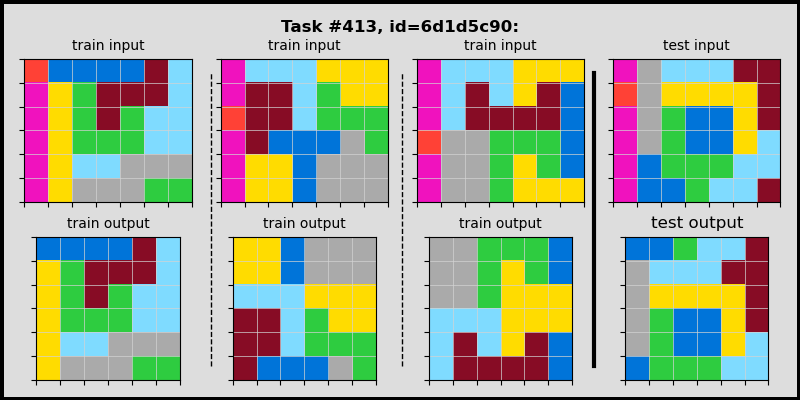 Task #413, id=6d1d5c90:
train input train input train input test input
train output train output train output test output